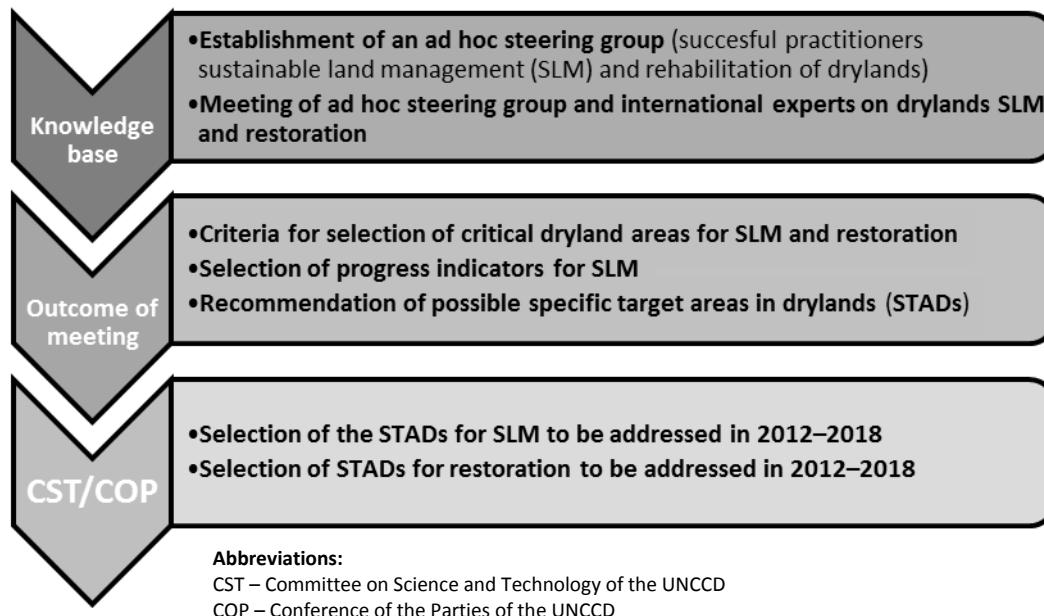 Knowledge
base
•Establishment of an ad hoc steering group (succesful practitioners
sustainable land management (SLM) and rehabilitation of drylands)
•Meeting of ad hoc steering group and international experts on drylands SLM
and restoration
Outcome of
meeting
•Criteria for selection of critical dryland areas for SLM and restoration
•Selection of progress indicators for SLM
•Recommendation of possible specific target areas in drylands (STADs)
CST/COP
•Selection of the STADs for SLM to be addressed in 2012–2018
•Selection of STADs for restoration to be addressed in 2012–2018
Abbreviations:
CST – Committee on Science and Technology of the UNCCD
COP – Conference of the Parties of the UNCCD